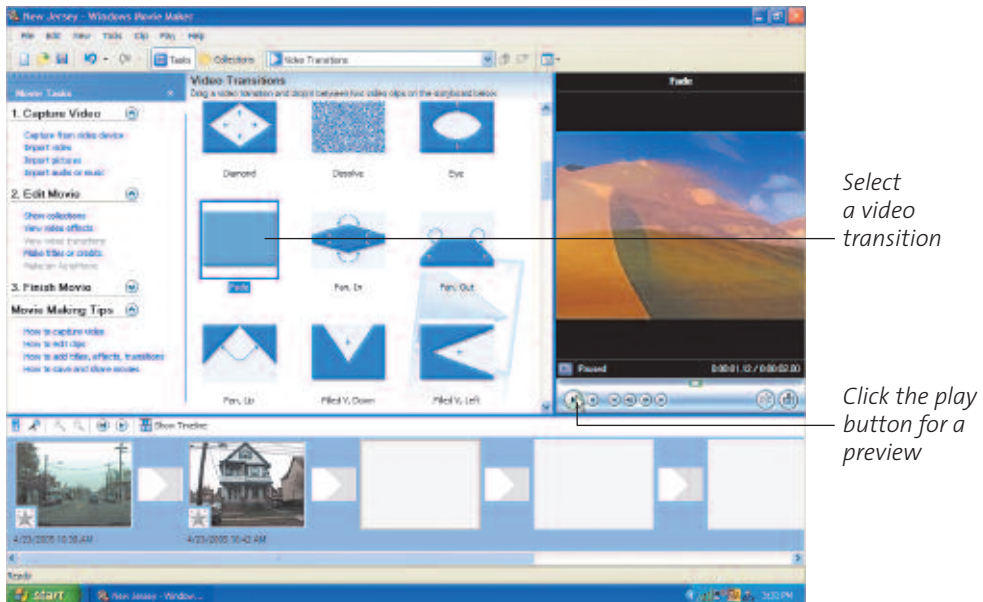 New Jersey - Windows Movie Maker
File Edit View Tools Clip Play Help
Tasks Collections Video Transitions
Movie Tasks
1. Capture Video
Capture from video device
Import video
Import pictures
Import audio or music
2. Edit Movie
Show collections
View video effects
View video transitions
Make titles or credits
Make an AutoMovie
3. Finish Movie
Movie Making Tips
How to capture video
How to edit clips
How to add titles, effects, transitions
How to save and share movies
Video Transitions
Drag a video transition and drop it between two video clips on the storyboard below.
Diamond
Dissolve
Eye
Fade
Fan, In
Fan, Out
Fan, Up
Filled V, Down
Filled V, Left
Fade
Paused
0:00:01.12 / 0:00:02.00
Select
a video
transition
Click the play
button for a
preview
Show Timeline
4/23/2005 10:38 AM
4/23/2005 10:42 AM
Ready
start
New Jersey - Window...
3:33 PM